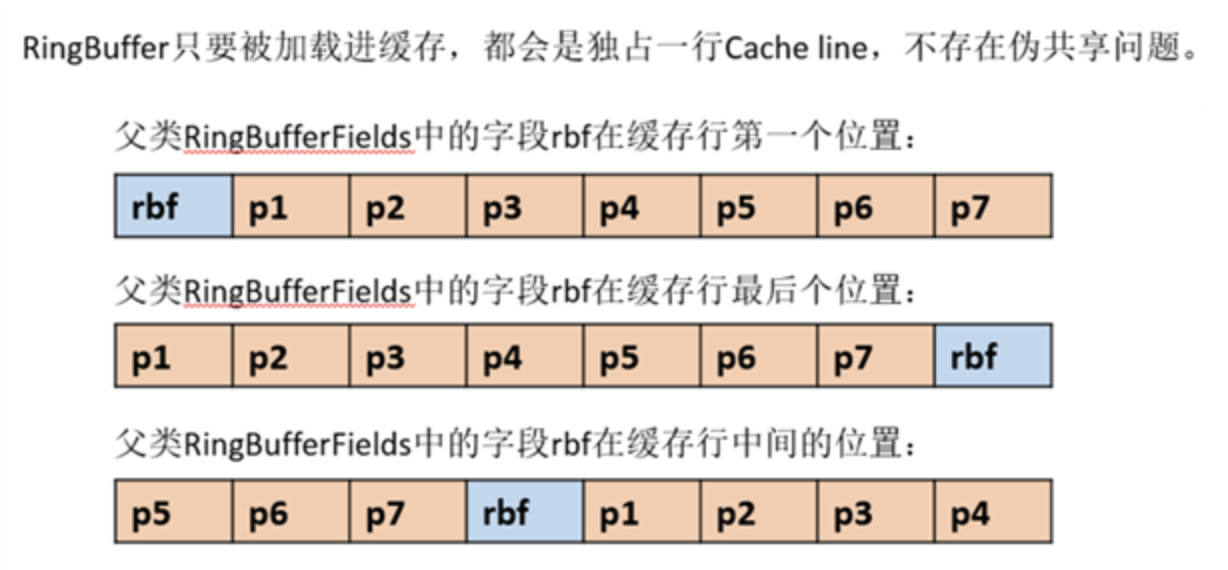 RingBuffer只要被加载进缓存，都会是独占一行Cache line，不存在伪共享问题。
父类RingBufferFields中的字段rbf在缓存行第一个位置：
rbf p1 p2 p3 p4 p5 p6 p7
父类RingBufferFields中的字段rbf在缓存行最后个位置：
p1 p2 p3 p4 p5 p6 p7 rbf
父类RingBufferFields中的字段rbf在缓存行中间的位置：
p5 p6 p7 rbf p1 p2 p3 p4